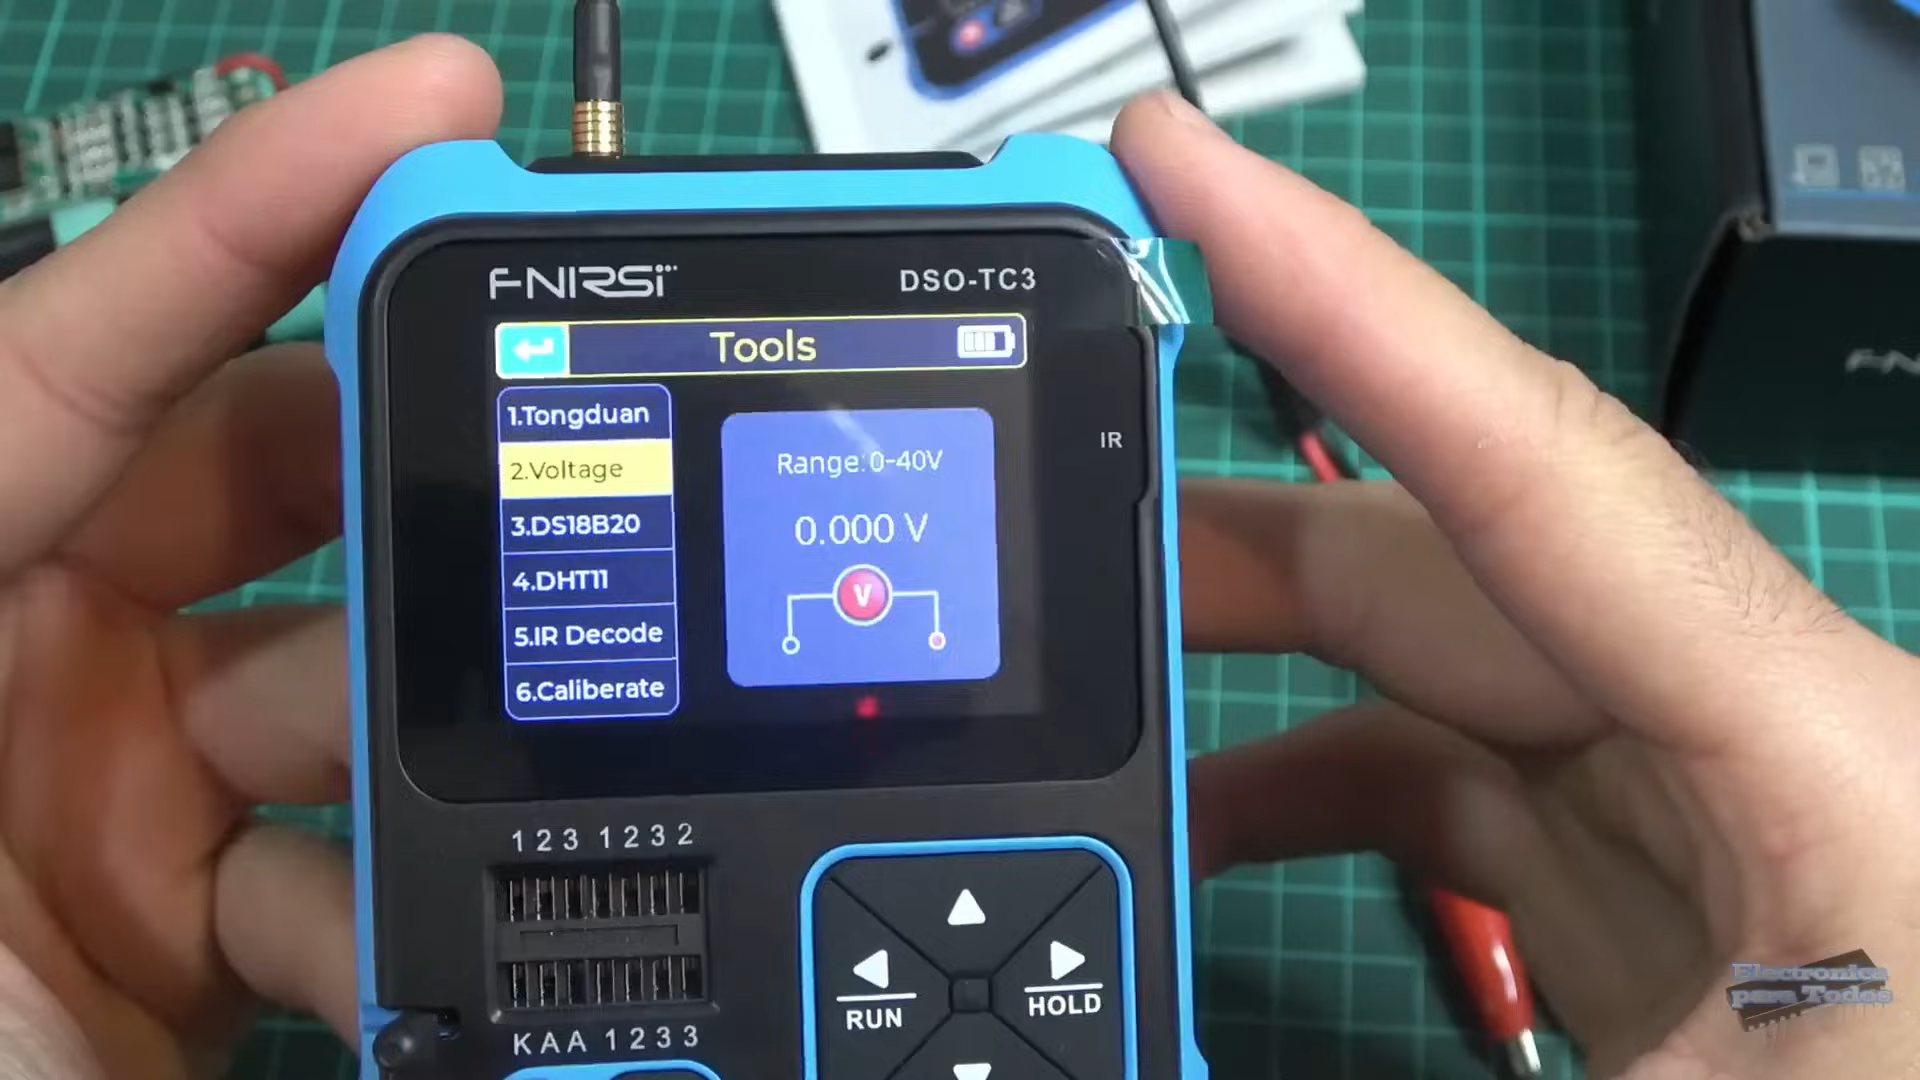 FNIRSI
DSO-TC3
Tools
1.Tongduan
2.Voltage
3.DS18B20
4.DHT11
5.IR Decode
6.Caliberate
Range:0-40V
0.000 V
V
IR
1 2 3 1 2 3 2
K A A 1 2 3 3
RUN
HOLD
FN
Electronica
para Todos